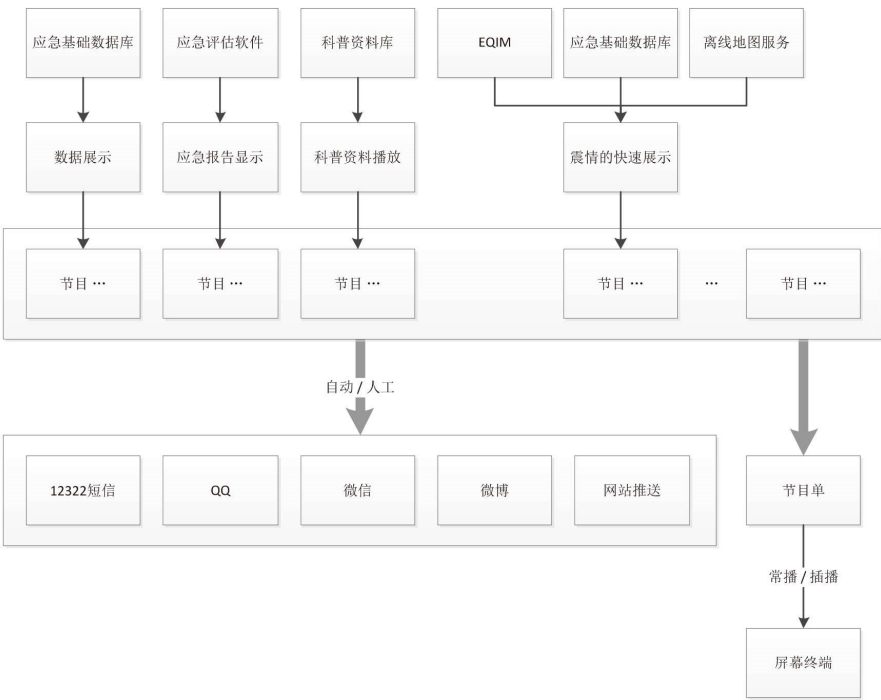 应急基础数据库
应急评估软件
科普资料库
EQIM
应急基础数据库
离线地图服务
数据展示
应急报告显示
科普资料播放
震情的快速展示
节目 …
节目 …
节目 …
节目 …
…
节目 …
自动 / 人工
12322短信
QQ
微信
微博
网站推送
节目单
常播 / 插播
屏幕终端